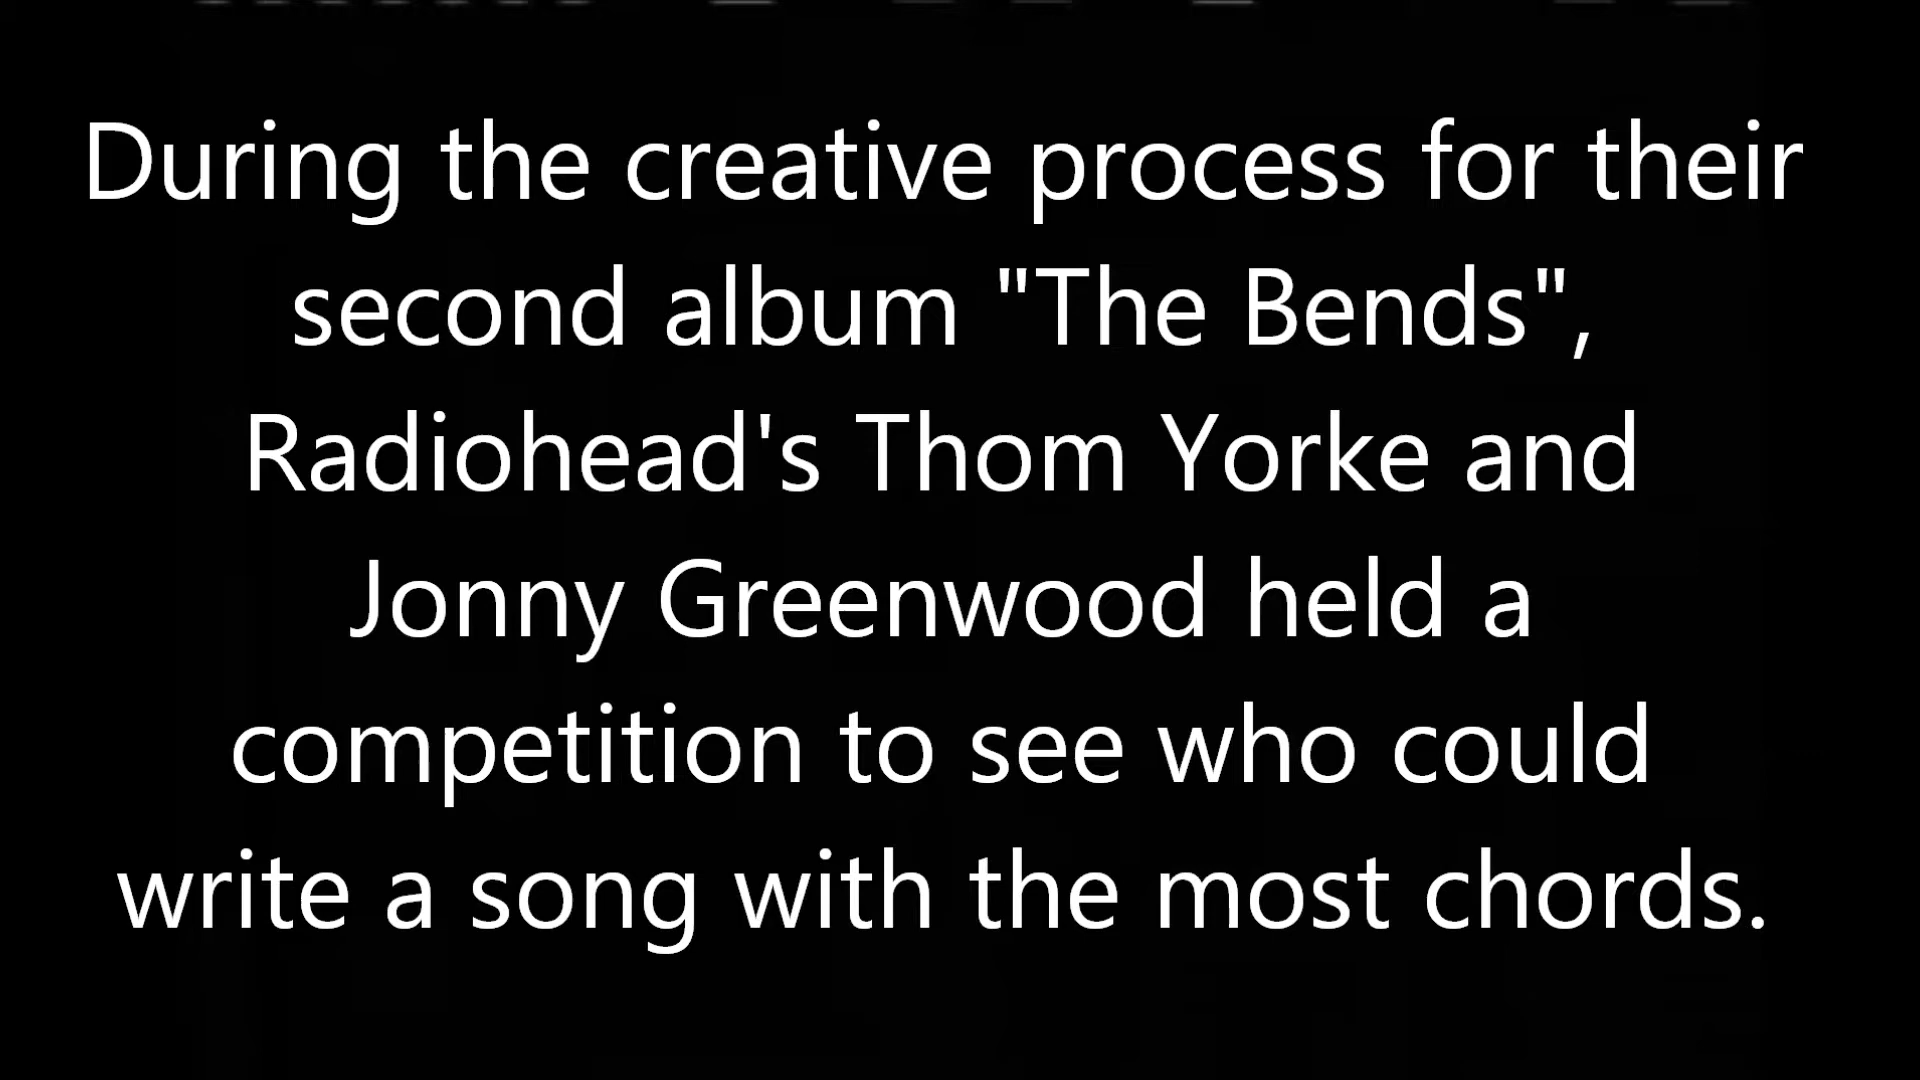 During the creative process for their
second album "The Bends",
Radiohead's Thom Yorke and
Jonny Greenwood held a
competition to see who could
write a song with the most chords.